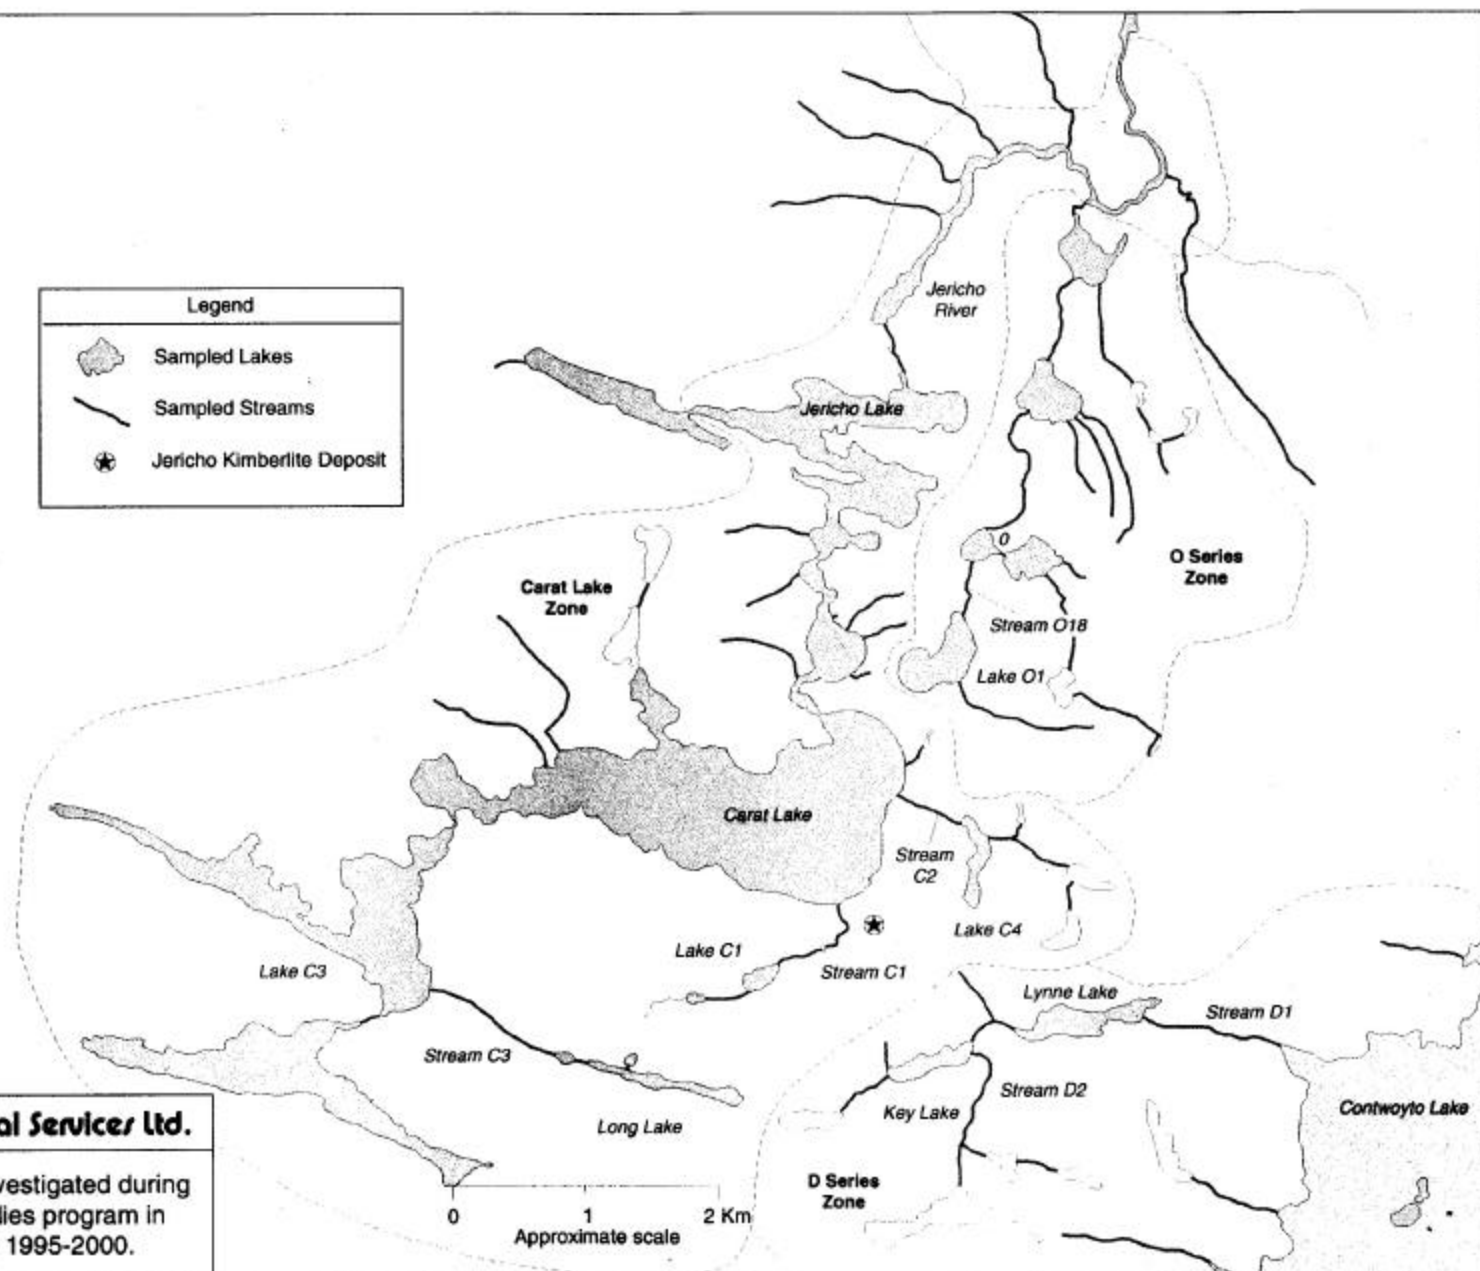 Legend
Sampled Lakes
Sampled Streams
Jericho Kimberlite Deposit
Jericho
River
Jericho Lake
O Series
Zone
0
Carat Lake
Zone
Stream O18
Lake O1
Carat Lake
Stream
C2
Lake C4
Lake C1
Stream C1
Lake C3
Lynne Lake
Stream D1
Stream C3
Stream D2
Key Lake
Contwoyto Lake
Long Lake
D Series
Zone
0 1 2 Km
Approximate scale
al Services Ltd.
vestigated during
lies program in
1995-2000.